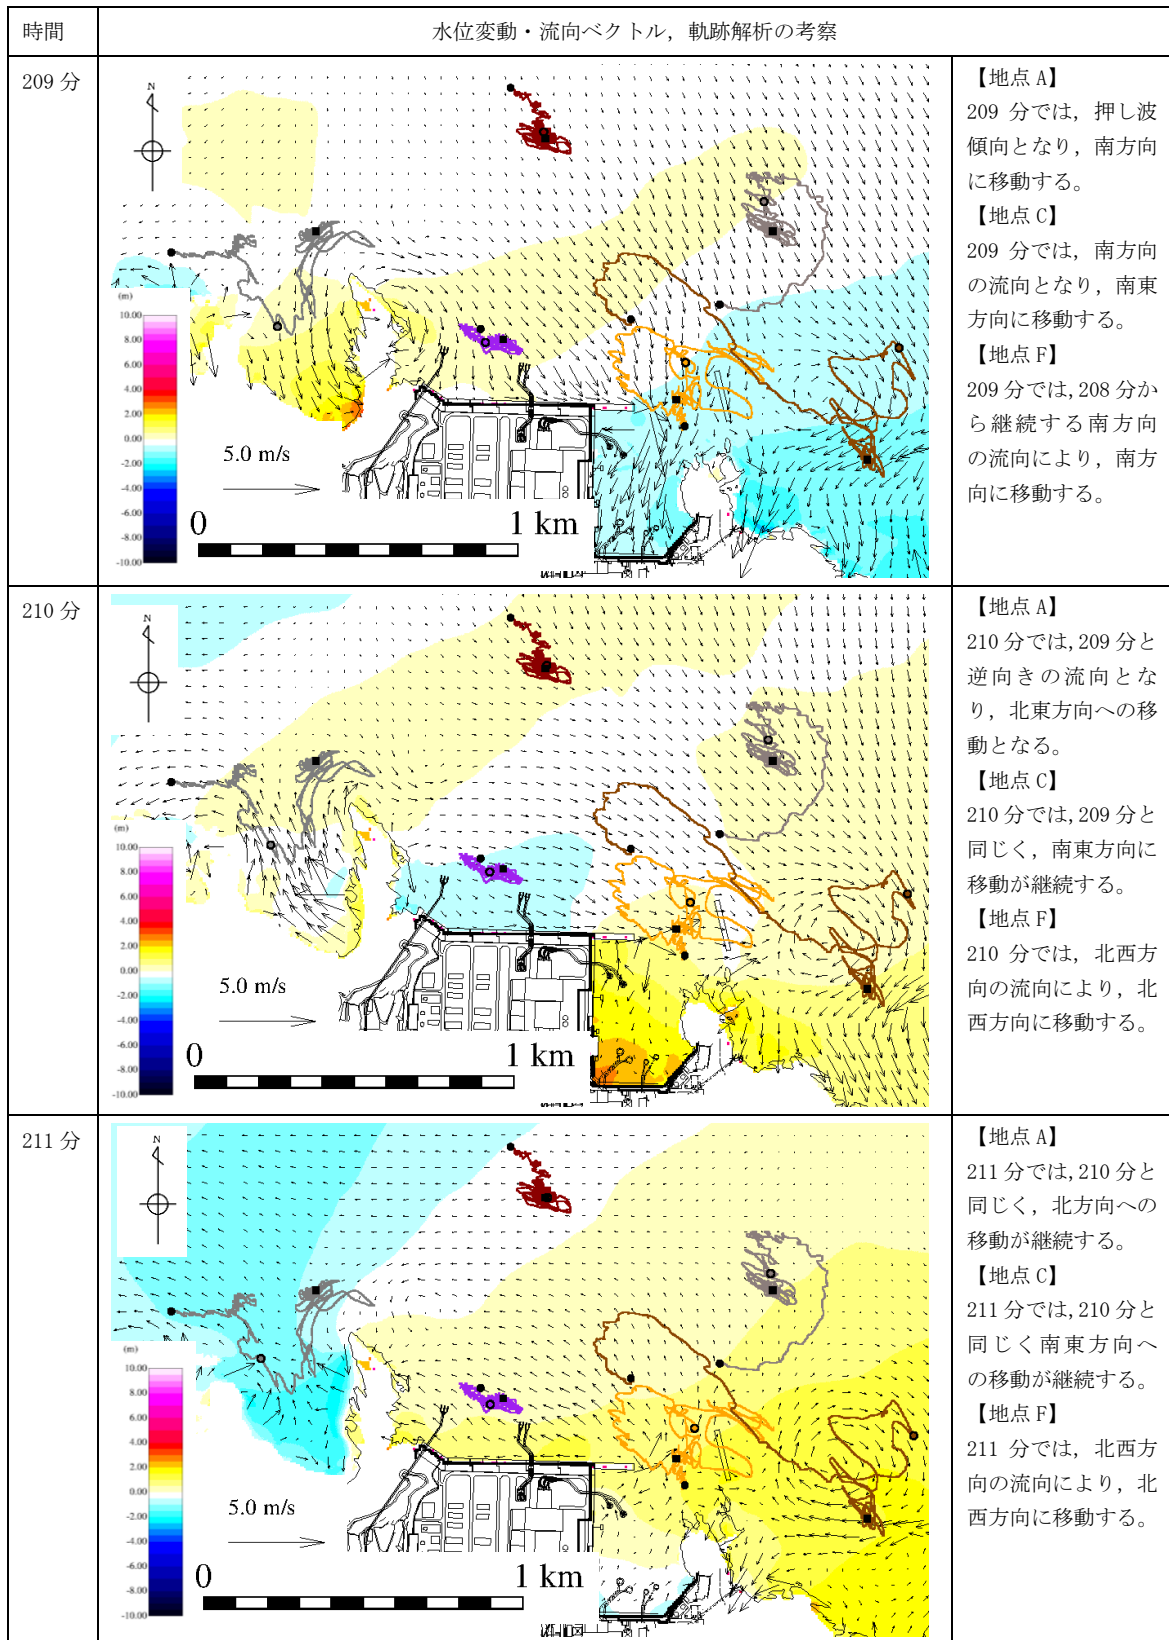 時間
水位変動・流向ベクトル，軌跡解析の考察
209 分
N
(m)
10.00
8.00
6.00
4.00
2.00
0.00
-2.00
-4.00
-6.00
-8.00
-10.00
5.0 m/s
0
1 km
【地点 A】
209 分では，押し波
傾向となり，南方向
に移動する。
【地点 C】
209 分では，南方向
の流向となり，南東
方向に移動する。
【地点 F】
209 分では，208 分か
ら継続する南方向
の流向により，南方
向に移動する。
210 分
N
(m)
10.00
8.00
6.00
4.00
2.00
0.00
-2.00
-4.00
-6.00
-8.00
-10.00
5.0 m/s
0
1 km
【地点 A】
210 分では，209 分と
逆向きの流向とな
り，北東方向への移
動となる。
【地点 C】
210 分では，209 分と
同じく，南東方向に
移動が継続する。
【地点 F】
210 分では，北西方
向の流向により，北
西方向に移動する。
211 分
N
(m)
10.00
8.00
6.00
4.00
2.00
0.00
-2.00
-4.00
-6.00
-8.00
-10.00
5.0 m/s
0
1 km
【地点 A】
211 分では，210 分と
同じく，北方向への
移動が継続する。
【地点 C】
211 分では，210 分と
同じく南東方向へ
の移動が継続する。
【地点 F】
211 分では，北西方
向の流向により，北
西方向に移動する。